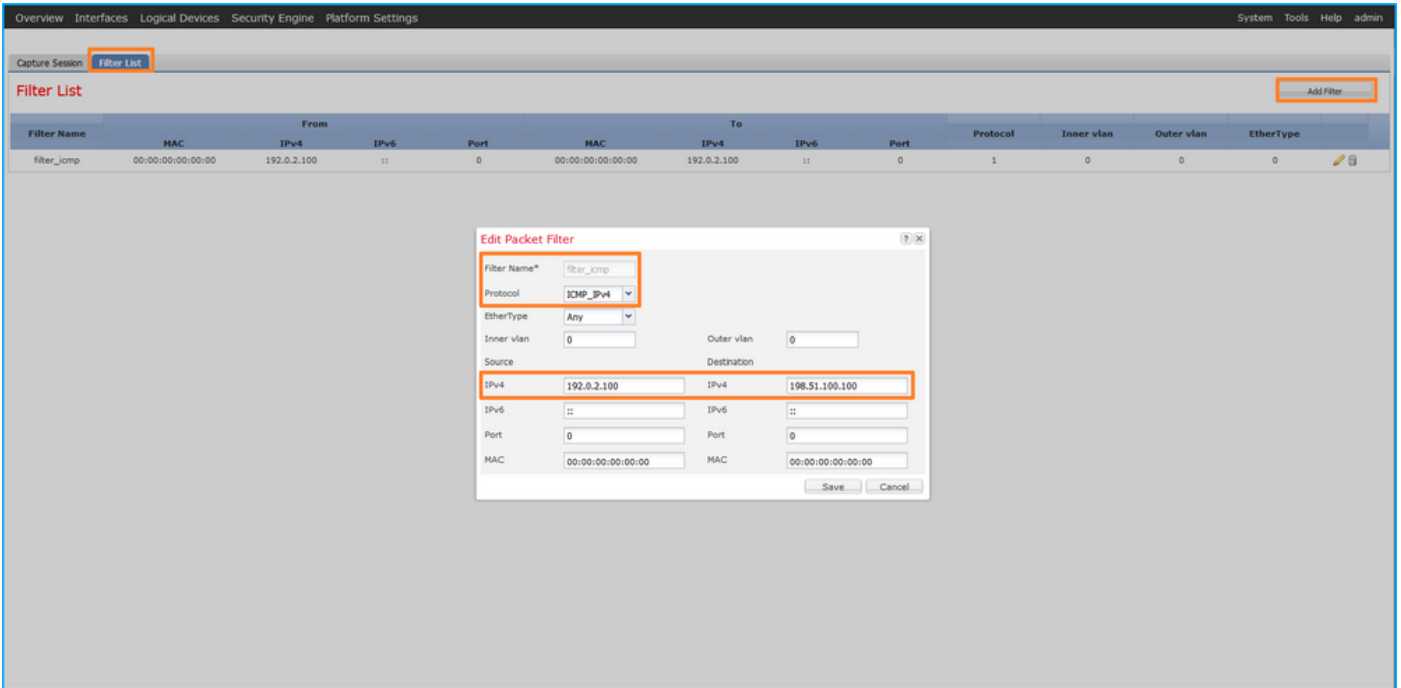 Overview Interfaces Logical Devices Security Engine Platform Settings System Tools Help admin
Capture Session Filter List
Filter List Add Filter
Filter Name From To Protocol Inner vlan Outer vlan EtherType
MAC IPv4 IPv6 Port MAC IPv4 IPv6 Port
filter_icmp 00:00:00:00:00:00 192.0.2.100 :: 0 00:00:00:00:00:00 192.0.2.100 :: 0 1 0 0 0
Edit Packet Filter ?
Filter Name* filter_icmp
Protocol ICMP_IPv4
EtherType Any
Inner vlan 0 Outer vlan 0
Source Destination
IPv4 192.0.2.100 IPv4 198.51.100.100
IPv6 :: IPv6 ::
Port 0 Port 0
MAC 00:00:00:00:00:00 MAC 00:00:00:00:00:00
Save Cancel